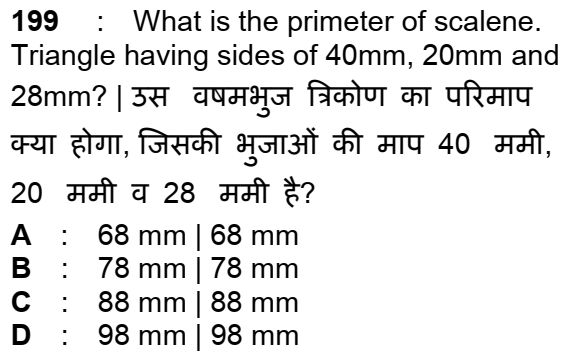 199 : What is the primeter of scalene.
Triangle having sides of 40mm, 20mm and
28mm? | उस वषमभुज त्रिकोण का परिमाप
क्या होगा, जिसकी भुजाओं की माप 40 ममी,
20 ममी व 28 ममी है?
A : 68 mm | 68 mm
B : 78 mm | 78 mm
C : 88 mm | 88 mm
D : 98 mm | 98 mm